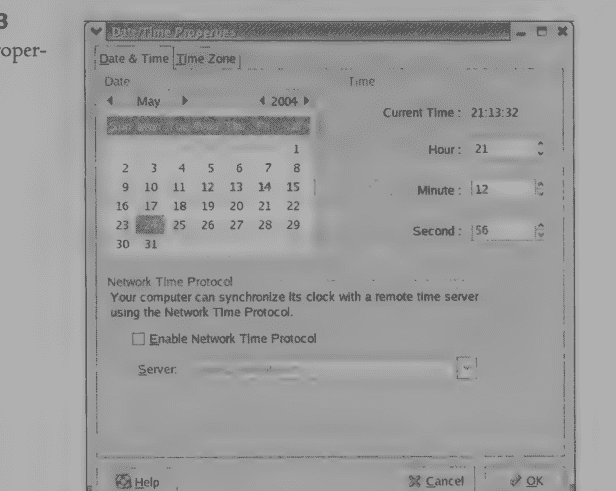 3
roper-
Date/Time Properties
Date & Time Time Zone
Date
Time
May 2004
Current Time : 21:13:32
1
Hour : 21
2 3 4 5 6 7 8
9 10 11 12 13 14 15
Minute : 12
16 17 18 19 20 21 22
23 25 26 27 28 29
Second : 56
30 31
Network Time Protocol
Your computer can synchronize its clock with a remote time server
using the Network Time Protocol.
Enable Network Time Protocol
Server:
Help Cancel OK